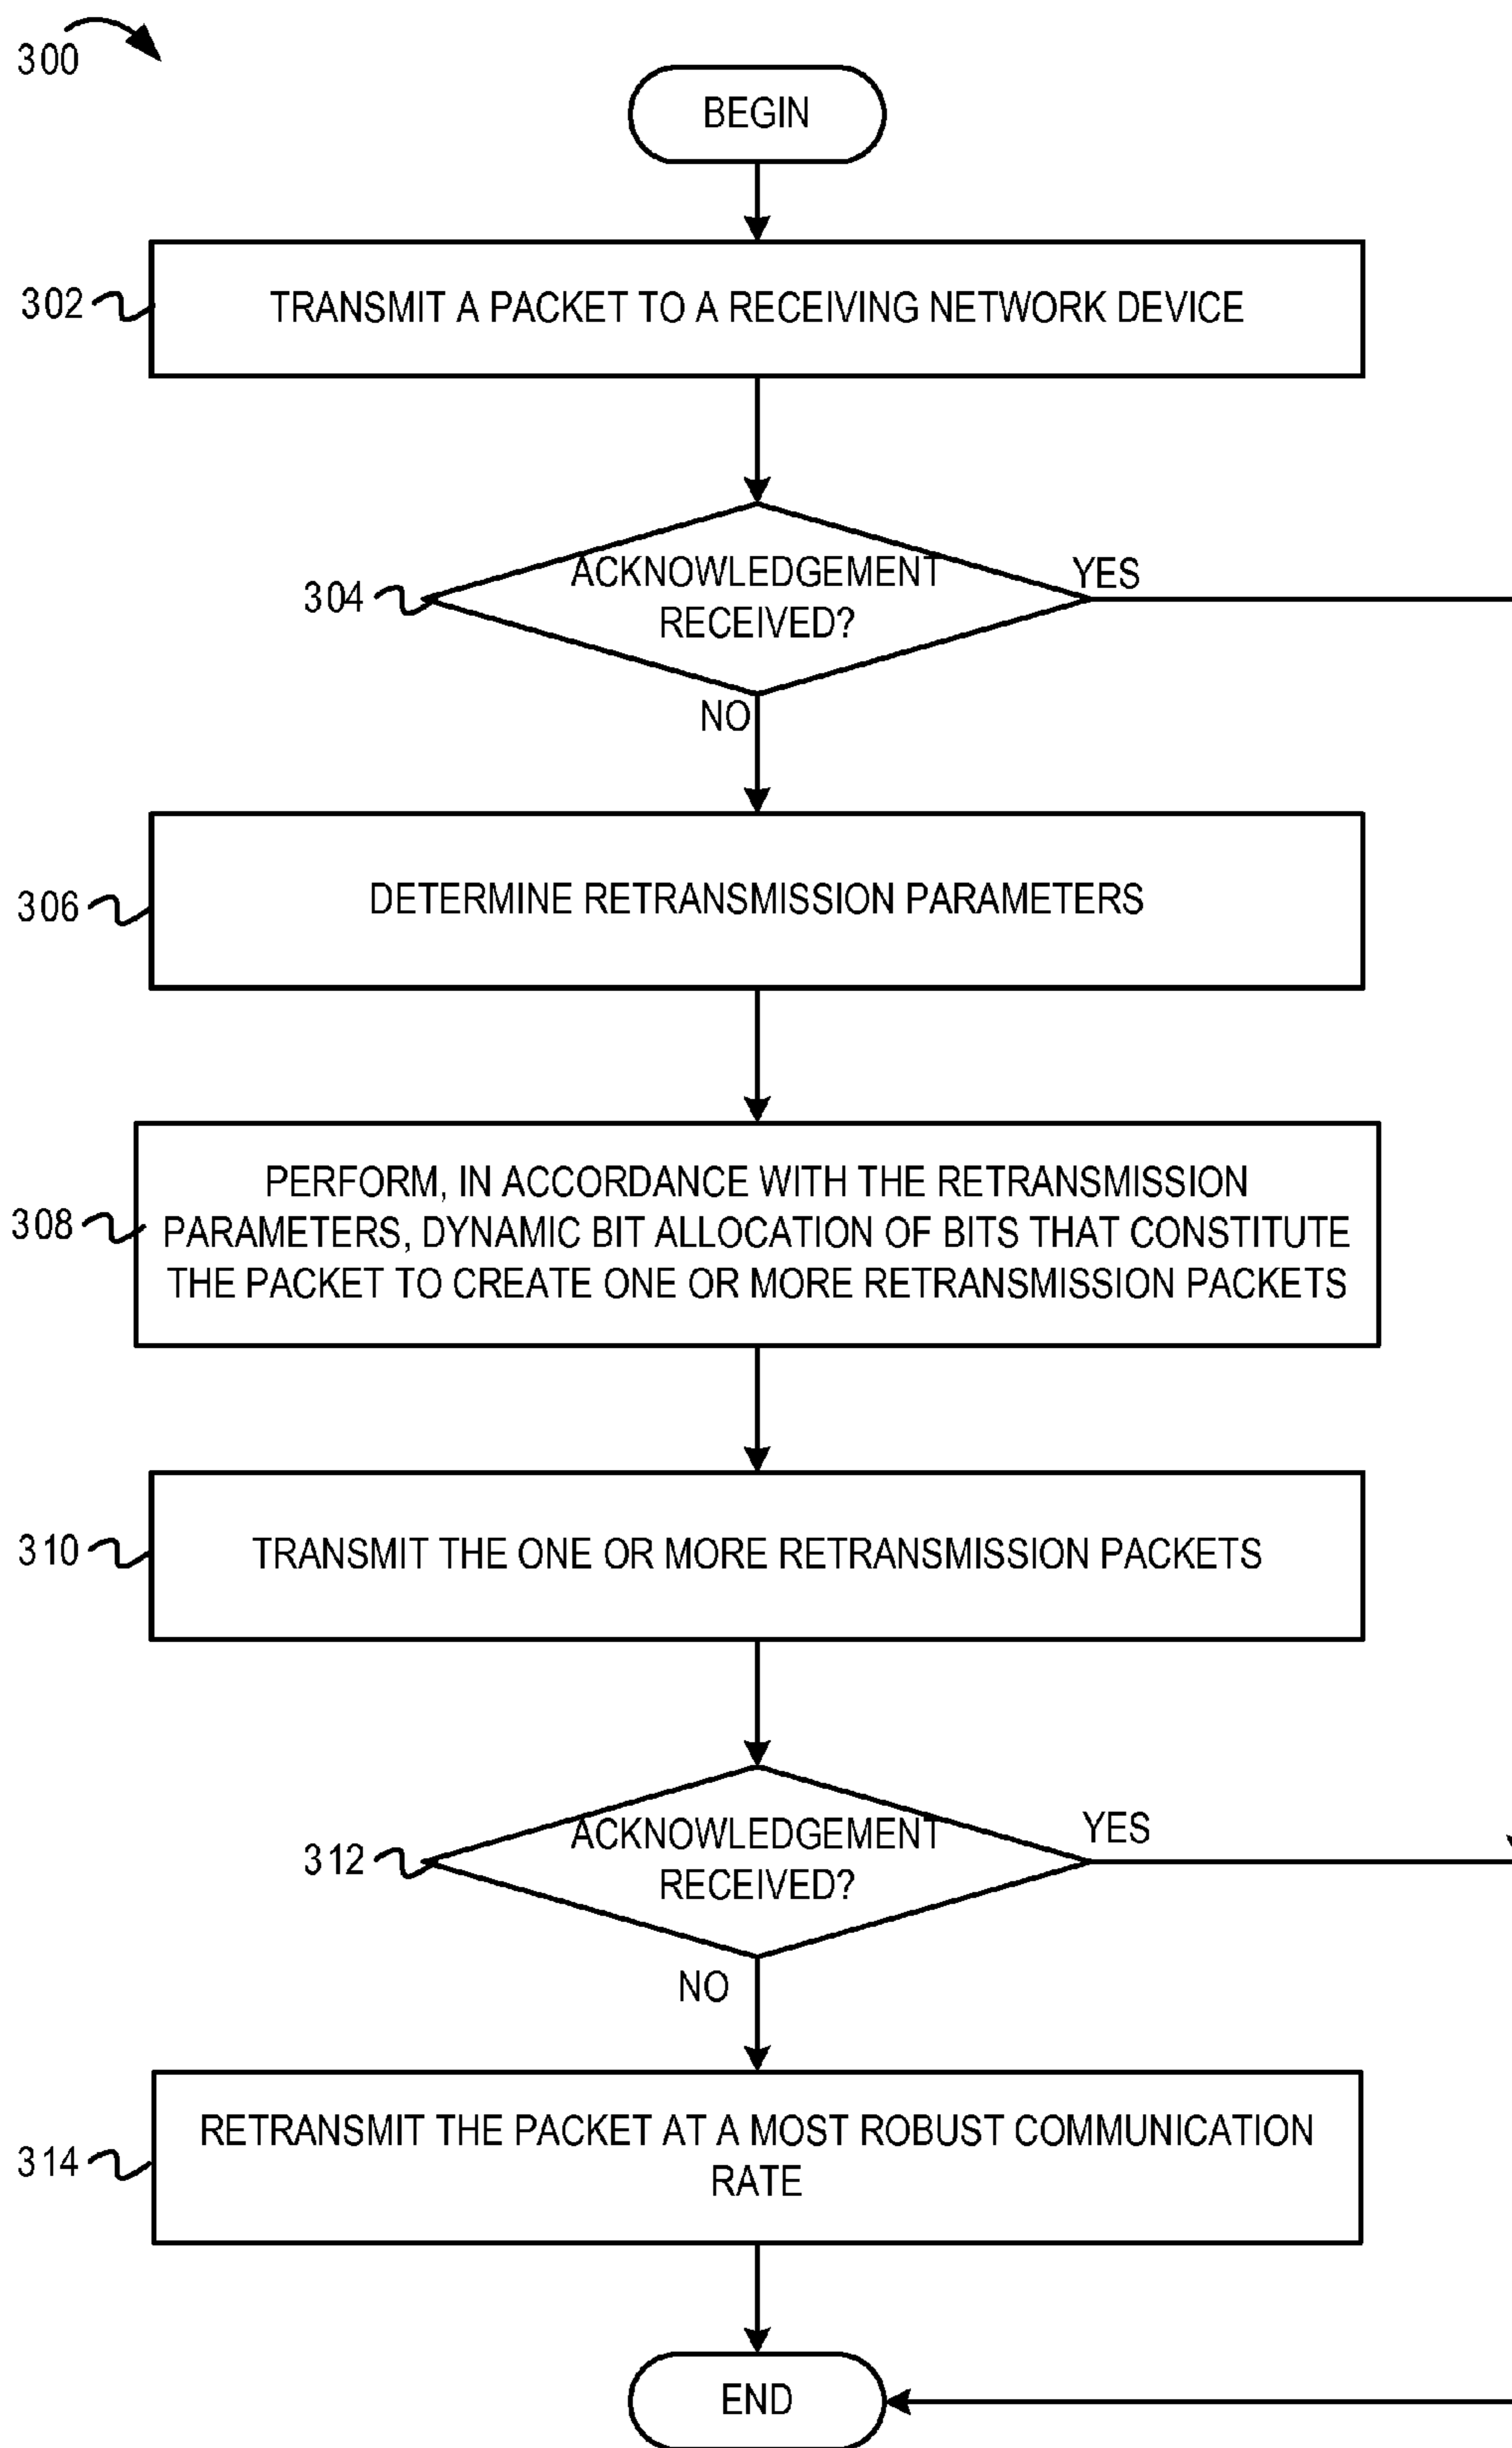 300
BEGIN
302
TRANSMIT A PACKET TO A RECEIVING NETWORK DEVICE
304
ACKNOWLEDGEMENT
RECEIVED?
YES
NO
306
DETERMINE RETRANSMISSION PARAMETERS
308
PERFORM, IN ACCORDANCE WITH THE RETRANSMISSION
PARAMETERS, DYNAMIC BIT ALLOCATION OF BITS THAT CONSTITUTE
THE PACKET TO CREATE ONE OR MORE RETRANSMISSION PACKETS
310
TRANSMIT THE ONE OR MORE RETRANSMISSION PACKETS
312
ACKNOWLEDGEMENT
RECEIVED?
YES
NO
314
RETRANSMIT THE PACKET AT A MOST ROBUST COMMUNICATION
RATE
END